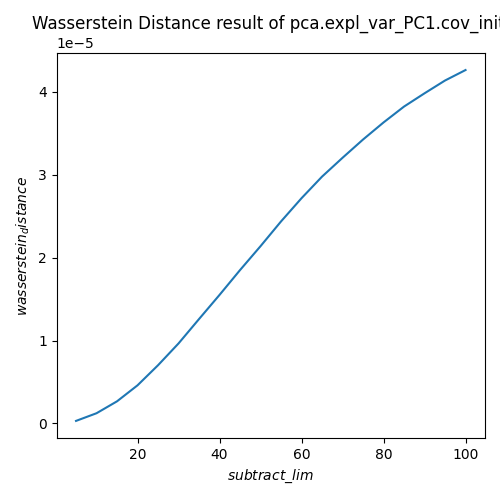 Wasserstein Distance result of pca.expl_var_PC1.cov_init
1e−5
4
3
2
1
0
wasserstein_distance
20 40 60 80 100
subtract_lim